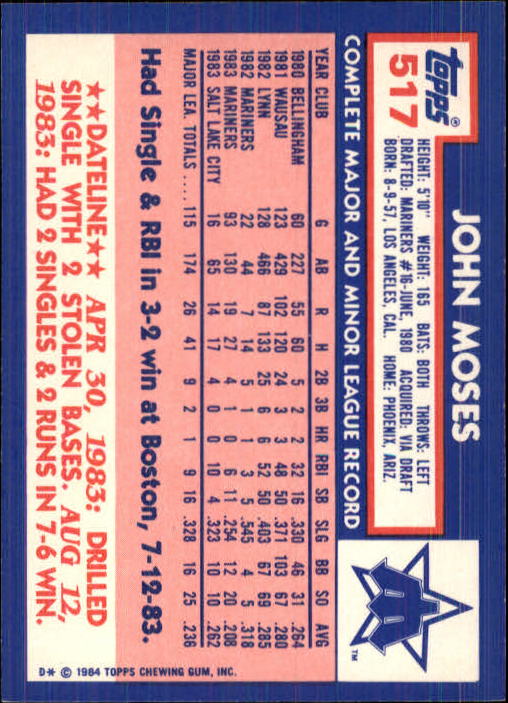 topps®
517
JOHN MOSES
HEIGHT: 5'10" WEIGHT: 165 BATS: BOTH THROWS: LEFT
DRAFTED: MARINERS #16-JUNE, 1980 ACQUIRED: VIA DRAFT
BORN: 8-9-57, LOS ANGELES, CAL. HOME: PHOENIX, ARIZ.
COMPLETE MAJOR AND MINOR LEAGUE RECORD
YEAR CLUB G AB R H 2B 3B HR RBI SB SLG BB SO AVG
1980 BELLINGHAM 60 227 55 60 5 2 2 32 16 .330 46 31 .264
1981 WAUSAU 123 429 102 120 24 3 3 48 50 .371 103 67 .280
1982 LYNN 128 466 87 133 25 6 6 52 50 .403 67 69 .285
1982 MARINERS 22 44 7 14 5 1 1 3 5 .545 4 5 .318
1983 MARINERS 93 130 19 27 4 1 0 6 11 .254 12 20 .208
1983 SALT LAKE CITY 16 65 14 17 4 0 0 10 4 .323 10 10 .262
MAJOR LEA. TOTALS .... 115 174 26 41 9 2 1 9 16 .328 16 25 .236
Had Single & RBI in 3-2 win at Boston, 7-12-83.
★★DATELINE★★ APR 30, 1983: DRILLED
SINGLE WITH 2 STOLEN BASES. AUG 12,
1983: HAD 2 SINGLES & 2 RUNS IN 7-6 WIN.
TM
D* © 1984 TOPPS CHEWING GUM, INC.